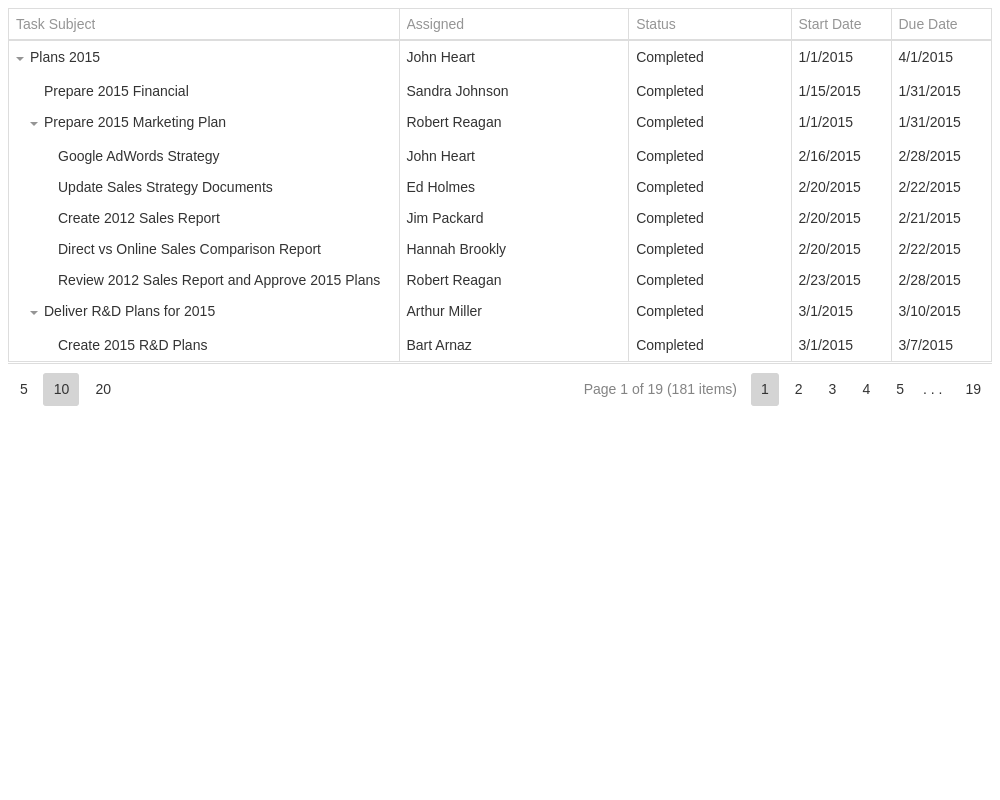 Task Subject Assigned Status Start Date Due Date
Plans 2015 John Heart Completed 1/1/2015 4/1/2015
Prepare 2015 Financial Sandra Johnson Completed 1/15/2015 1/31/2015
Prepare 2015 Marketing Plan Robert Reagan Completed 1/1/2015 1/31/2015
Google AdWords Strategy John Heart Completed 2/16/2015 2/28/2015
Update Sales Strategy Documents Ed Holmes Completed 2/20/2015 2/22/2015
Create 2012 Sales Report Jim Packard Completed 2/20/2015 2/21/2015
Direct vs Online Sales Comparison Report Hannah Brookly Completed 2/20/2015 2/22/2015
Review 2012 Sales Report and Approve 2015 Plans Robert Reagan Completed 2/23/2015 2/28/2015
Deliver R&D Plans for 2015 Arthur Miller Completed 3/1/2015 3/10/2015
Create 2015 R&D Plans Bart Arnaz Completed 3/1/2015 3/7/2015
5 10 20 Page 1 of 19 (181 items) 1 2 3 4 5 . . . 19